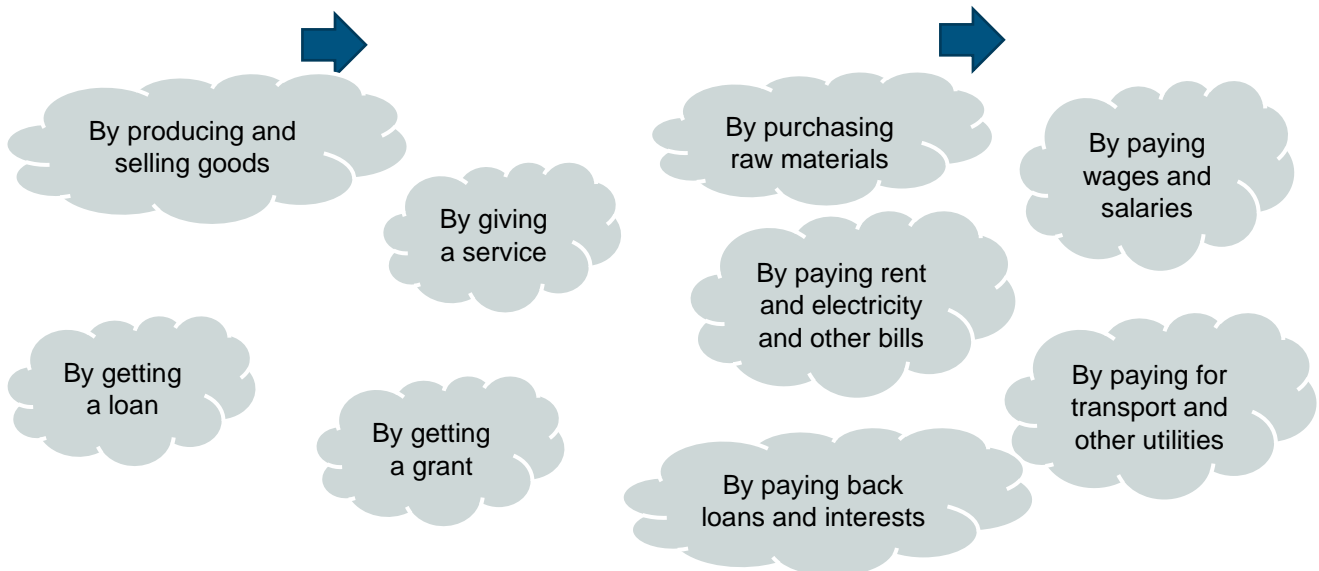 By producing and
selling goods
By giving
a service
By getting
a loan
By getting
a grant
By purchasing
raw materials
By paying
wages and
salaries
By paying rent
and electricity
and other bills
By paying for
transport and
other utilities
By paying back
loans and interests